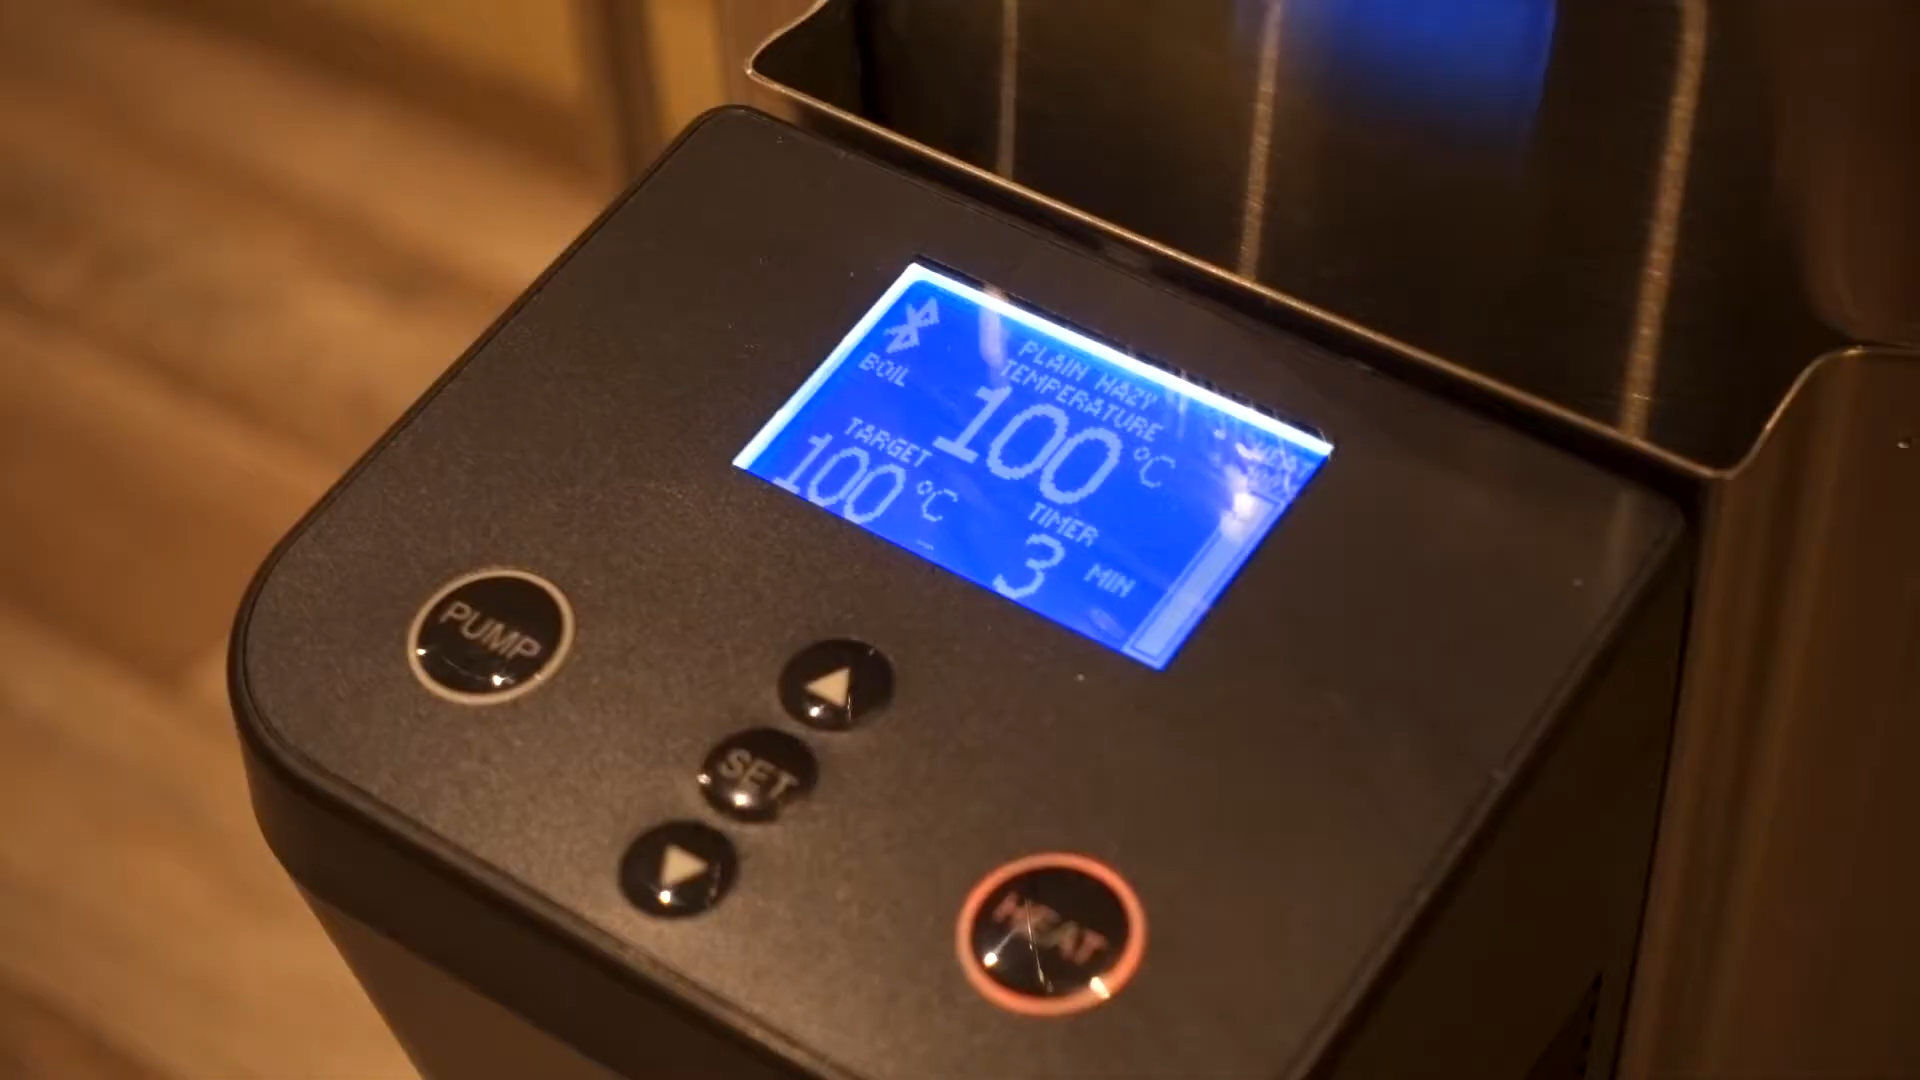 PLAIN HAZY
BOIL
TEMPERATURE
100 °C
TARGET
100 °C
TIMER
3 MIN
PUMP
SET
HEAT